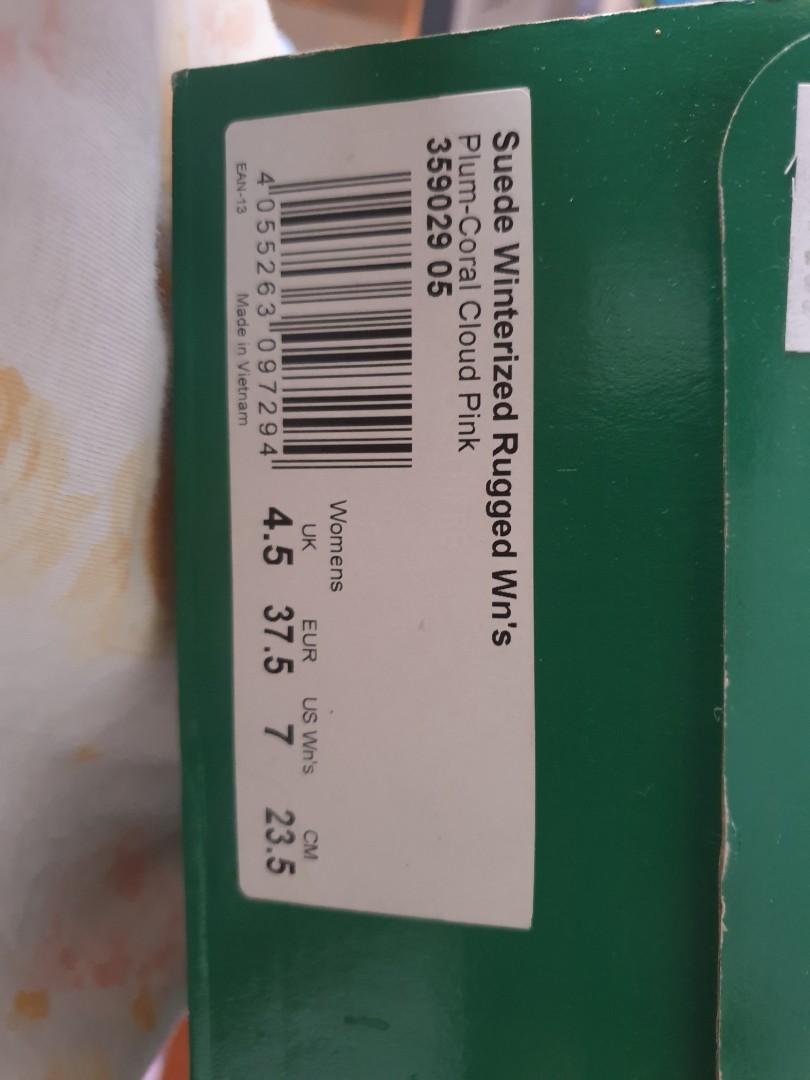 Suede Winterized Rugged Wn's
Plum-Coral Cloud Pink
359029 05
4 055263 097294
EAN-13 Made in Vietnam
Womens
UK EUR US Wn's CM
4.5 37.5 7 23.5